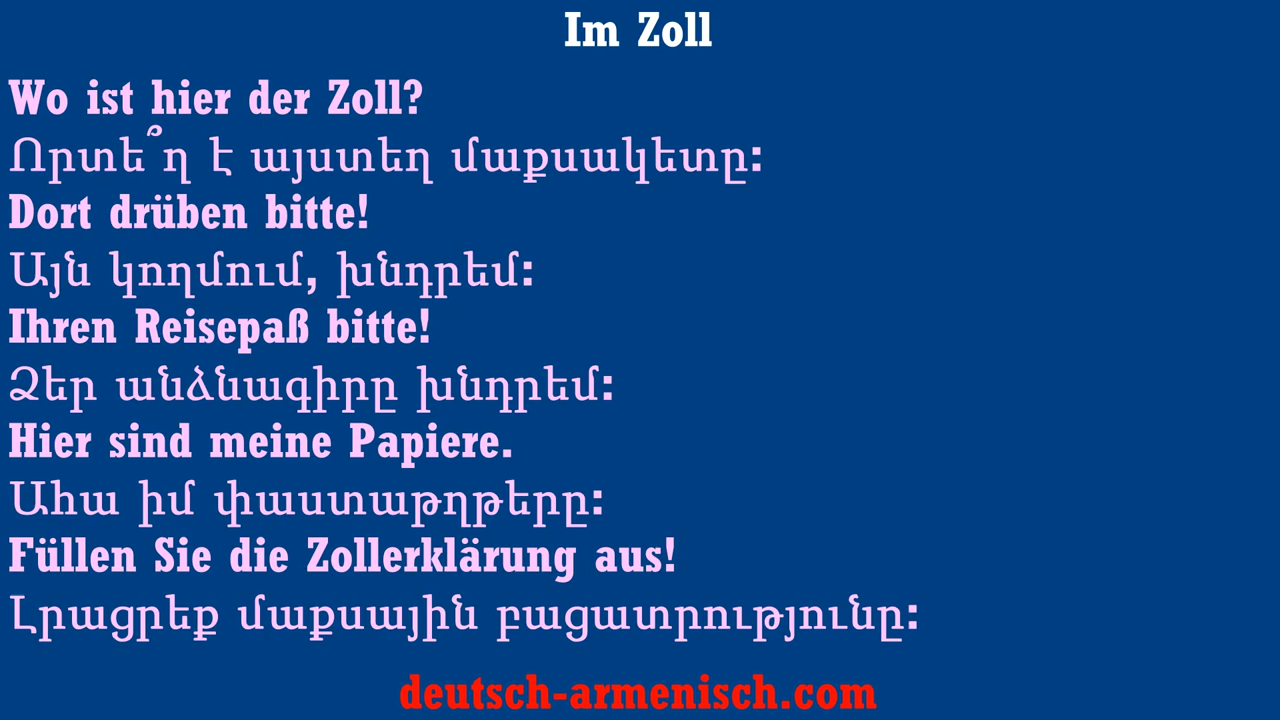 Im Zoll
Wo ist hier der Zoll?
Որտե՞ղ է այստեղ մաքսակետը:
Dort drüben bitte!
Այն կողմում, խնդրեմ:
Ihren Reisepaß bitte!
Ձեր անձնագիրը խնդրեմ:
Hier sind meine Papiere.
Ահա իմ փաստաթղթերը:
Füllen Sie die Zollerklärung aus!
Լրացրեք մաքսային բացատրությունը:
deutsch-armenisch.com